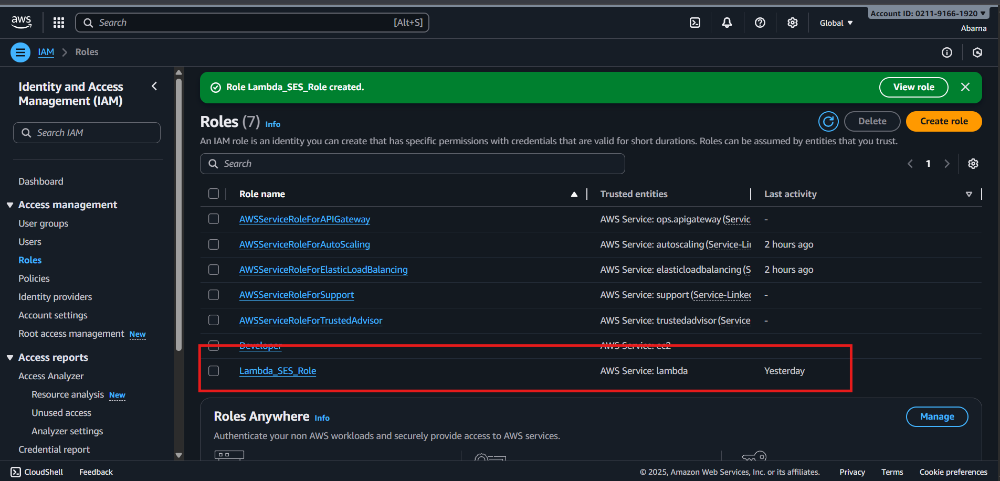 aws
Search [Alt+S]
Global
Account ID: 0211-9166-1920
Abarna
IAM
Roles
Identity and Access
Management (IAM)
Search IAM
Dashboard
Access management
User groups
Users
Roles
Policies
Identity providers
Account settings
Root access management New
Access reports
Access Analyzer
Resource analysis New
Unused access
Analyzer settings
Credential report
Role Lambda_SES_Role created.
View role
Roles (7) Info
Delete
Create role
An IAM role is an identity you can create that has specific permissions with credentials that are valid for short durations. Roles can be assumed by entities that you trust.
Search
1
Role name Trusted entities Last activity
AWSServiceRoleForAPIGateway AWS Service: ops.apigateway (Servic -
AWSServiceRoleForAutoScaling AWS Service: autoscaling (Service-Li 2 hours ago
AWSServiceRoleForElasticLoadBalancing AWS Service: elasticloadbalancing (S 2 hours ago
AWSServiceRoleForSupport AWS Service: support (Service-Linke -
AWSServiceRoleForTrustedAdvisor AWS Service: trustedadvisor (Service -
Developer AWS Service: ec2
Lambda_SES_Role AWS Service: lambda Yesterday
Roles Anywhere Info
Manage
Authenticate your non AWS workloads and securely provide access to AWS services.
CloudShell Feedback
© 2025, Amazon Web Services, Inc. or its affiliates. Privacy Terms Cookie preferences